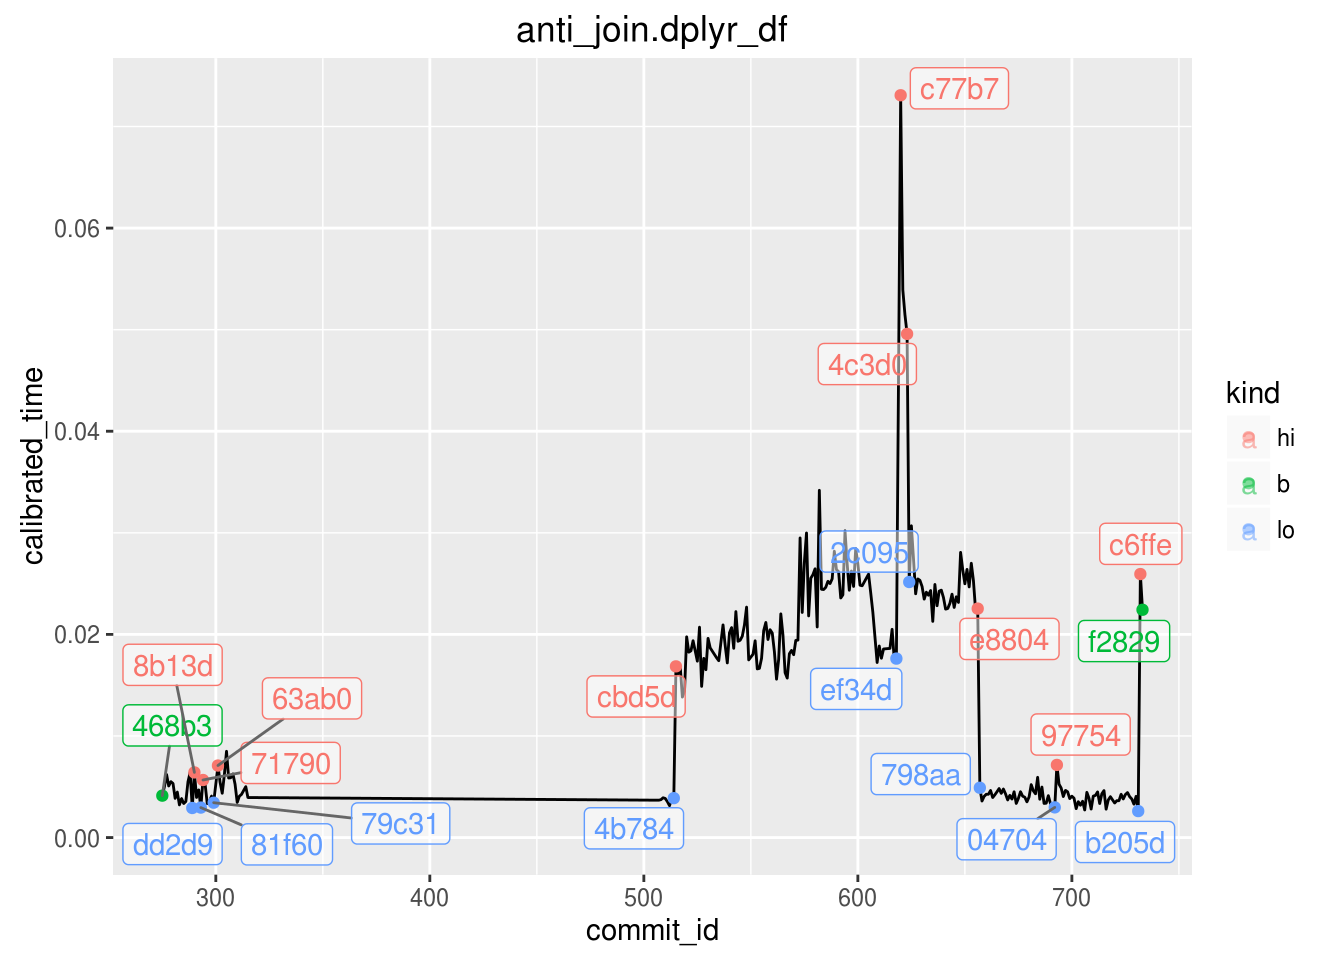 anti_join.dplyr_df
c77b7
0.06
4c3d0
kind
calibrated_time
0.04
hi
b
lo
2c095
c6ffe
0.02
8b13d
63ab0
468b3
71790
cbd5d
ef34d
e8804
f2829
97754
798aa
79c31
4b784
04704
b205d
0.00
dd2d9
81f60
300
400
500
600
700
commit_id